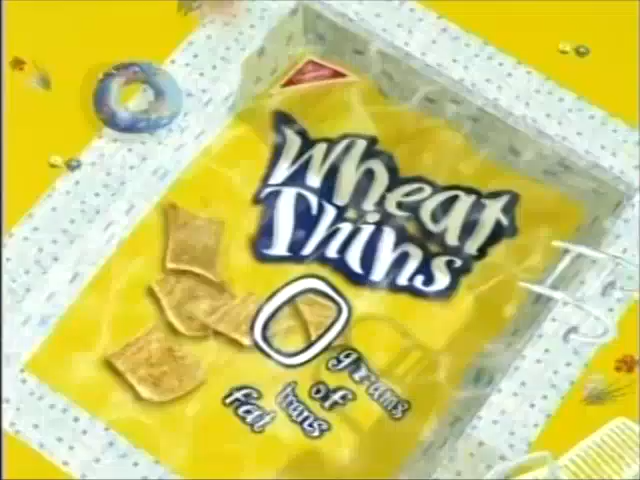 Wheat
Thins
0 grams
of
trans
fat